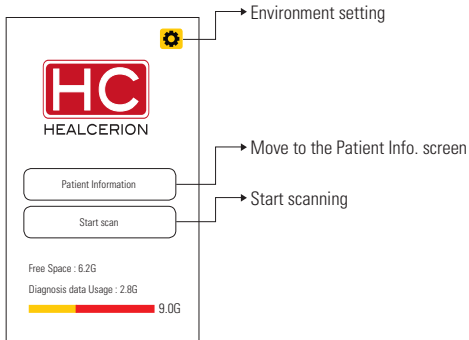 Environment setting
HC
HEALCERION
Patient Information
Move to the Patient Info. screen
Start scan
Start scanning
Free Space : 6.2G
Diagnosis data Usage : 2.8G
9.0G